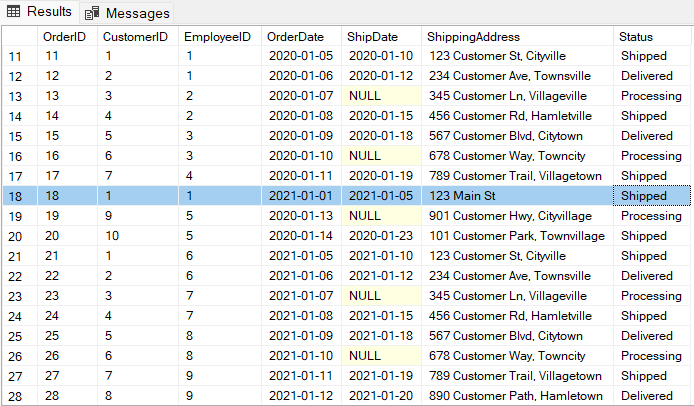 Results Messages
OrderID CustomerID EmployeeID OrderDate ShipDate ShippingAddress Status
11 11 1 1 2020-01-05 2020-01-10 123 Customer St, Cityville Shipped
12 12 2 1 2020-01-06 2020-01-12 234 Customer Ave, Townsville Delivered
13 13 3 2 2020-01-07 NULL 345 Customer Ln, Villageville Processing
14 14 4 2 2020-01-08 2020-01-15 456 Customer Rd, Hamletville Shipped
15 15 5 3 2020-01-09 2020-01-18 567 Customer Blvd, Citytown Delivered
16 16 6 3 2020-01-10 NULL 678 Customer Way, Towncity Processing
17 17 7 4 2020-01-11 2020-01-19 789 Customer Trail, Villagetown Shipped
18 18 1 1 2021-01-01 2021-01-05 123 Main St Shipped
19 19 9 5 2020-01-13 NULL 901 Customer Hwy, Cityvillage Processing
20 20 10 5 2020-01-14 2020-01-23 101 Customer Park, Townvillage Shipped
21 21 1 6 2021-01-05 2021-01-10 123 Customer St, Cityville Shipped
22 22 2 6 2021-01-06 2021-01-12 234 Customer Ave, Townsville Delivered
23 23 3 7 2021-01-07 NULL 345 Customer Ln, Villageville Processing
24 24 4 7 2021-01-08 2021-01-15 456 Customer Rd, Hamletville Shipped
25 25 5 8 2021-01-09 2021-01-18 567 Customer Blvd, Citytown Delivered
26 26 6 8 2021-01-10 NULL 678 Customer Way, Towncity Processing
27 27 7 9 2021-01-11 2021-01-19 789 Customer Trail, Villagetown Shipped
28 28 8 9 2021-01-12 2021-01-20 890 Customer Path, Hamletown Delivered